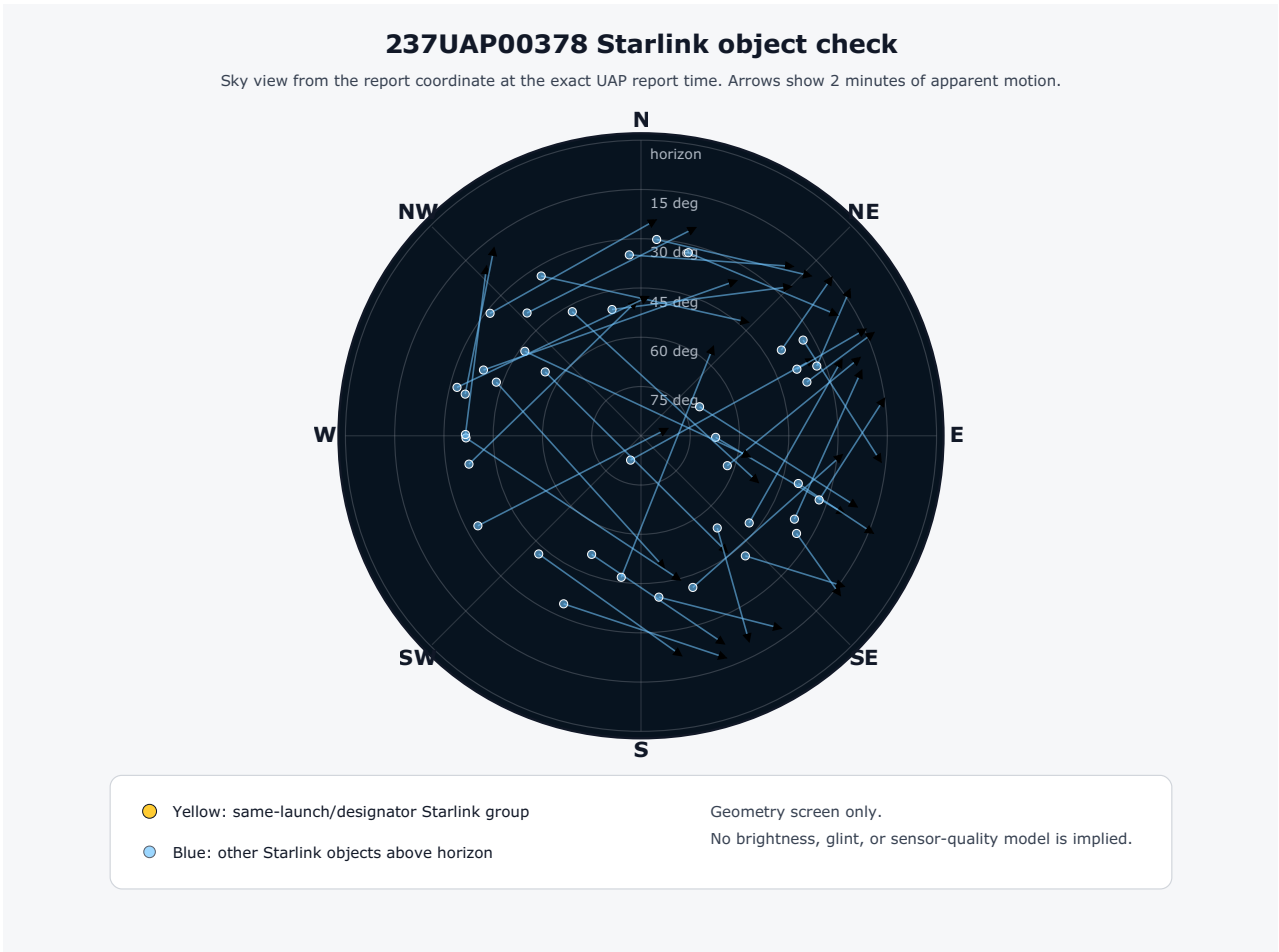 237UAP00378 Starlink object check
Sky view from the report coordinate at the exact UAP report time. Arrows show 2 minutes of apparent motion.
N
horizon
NW
NE
15 deg
30 deg
45 deg
60 deg
75 deg
W
E
SW
SE
S
Yellow: same-launch/designator Starlink group
Geometry screen only.
No brightness, glint, or sensor-quality model is implied.
Blue: other Starlink objects above horizon